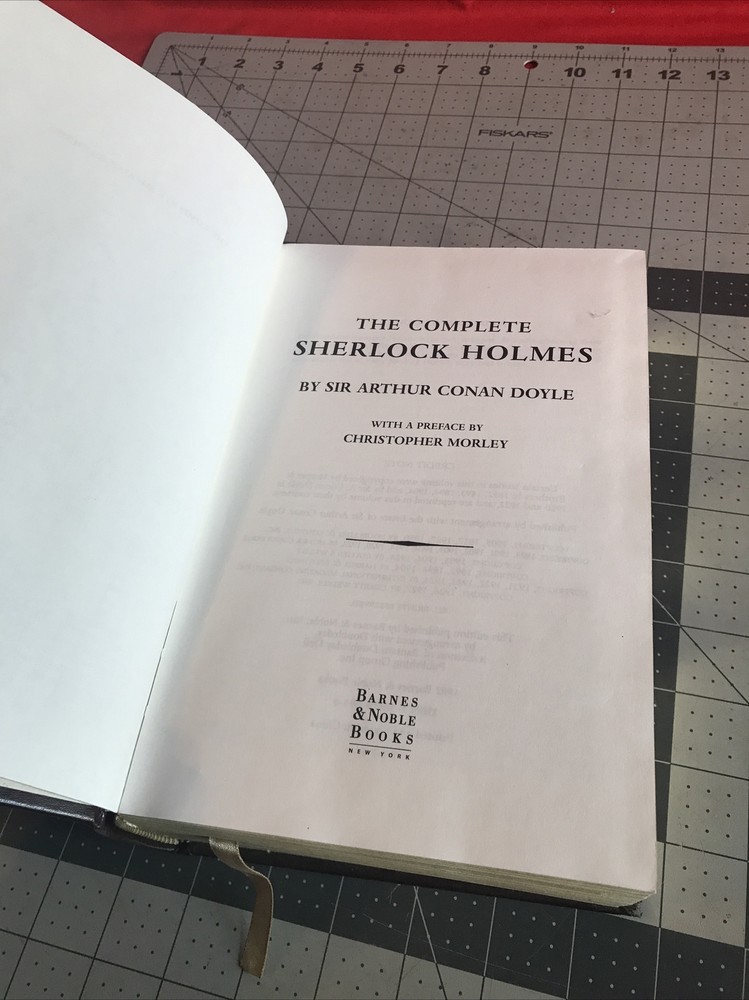 1 2 3 4 5 6 7 8 9 10 11 12 13
FISKARS
THE COMPLETE
SHERLOCK HOLMES
BY SIR ARTHUR CONAN DOYLE
WITH A PREFACE BY
CHRISTOPHER MORLEY
BARNES
& NOBLE
BOOKS
NEW YORK